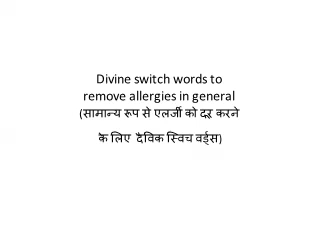 Divine switch words to
remove allergies in general
(सामान्य रूप से एलर्जी को दूर करने
के लिए दैविक स्विच वर्ड्स)